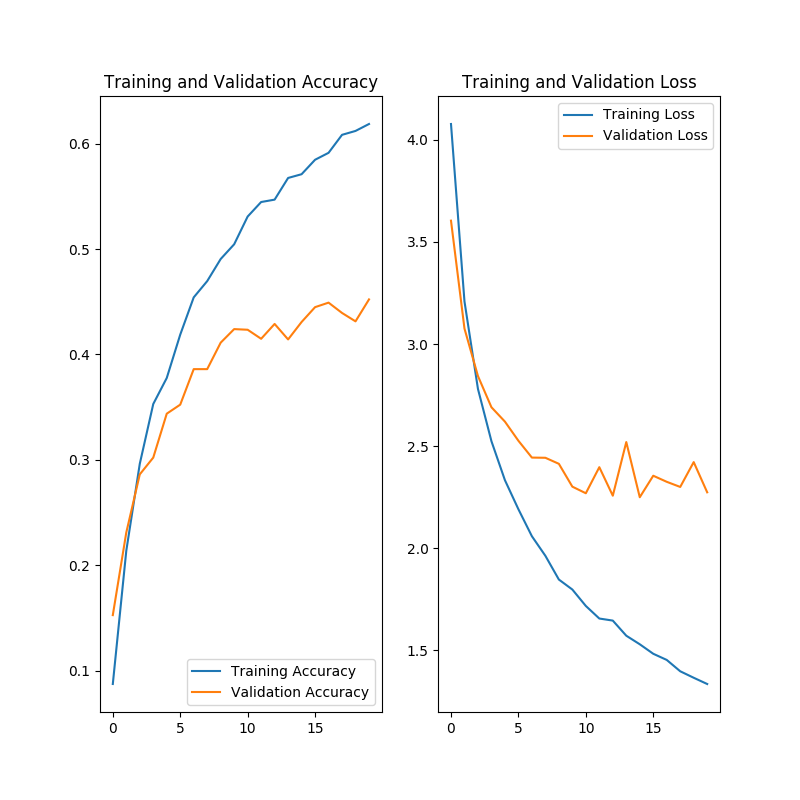 Training and Validation Accuracy
0.6
0.5
0.4
0.3
0.2
0.1
Training Accuracy
Validation Accuracy
0 5 10 15
Training and Validation Loss
Training Loss
Validation Loss
4.0
3.5
3.0
2.5
2.0
1.5
0 5 10 15